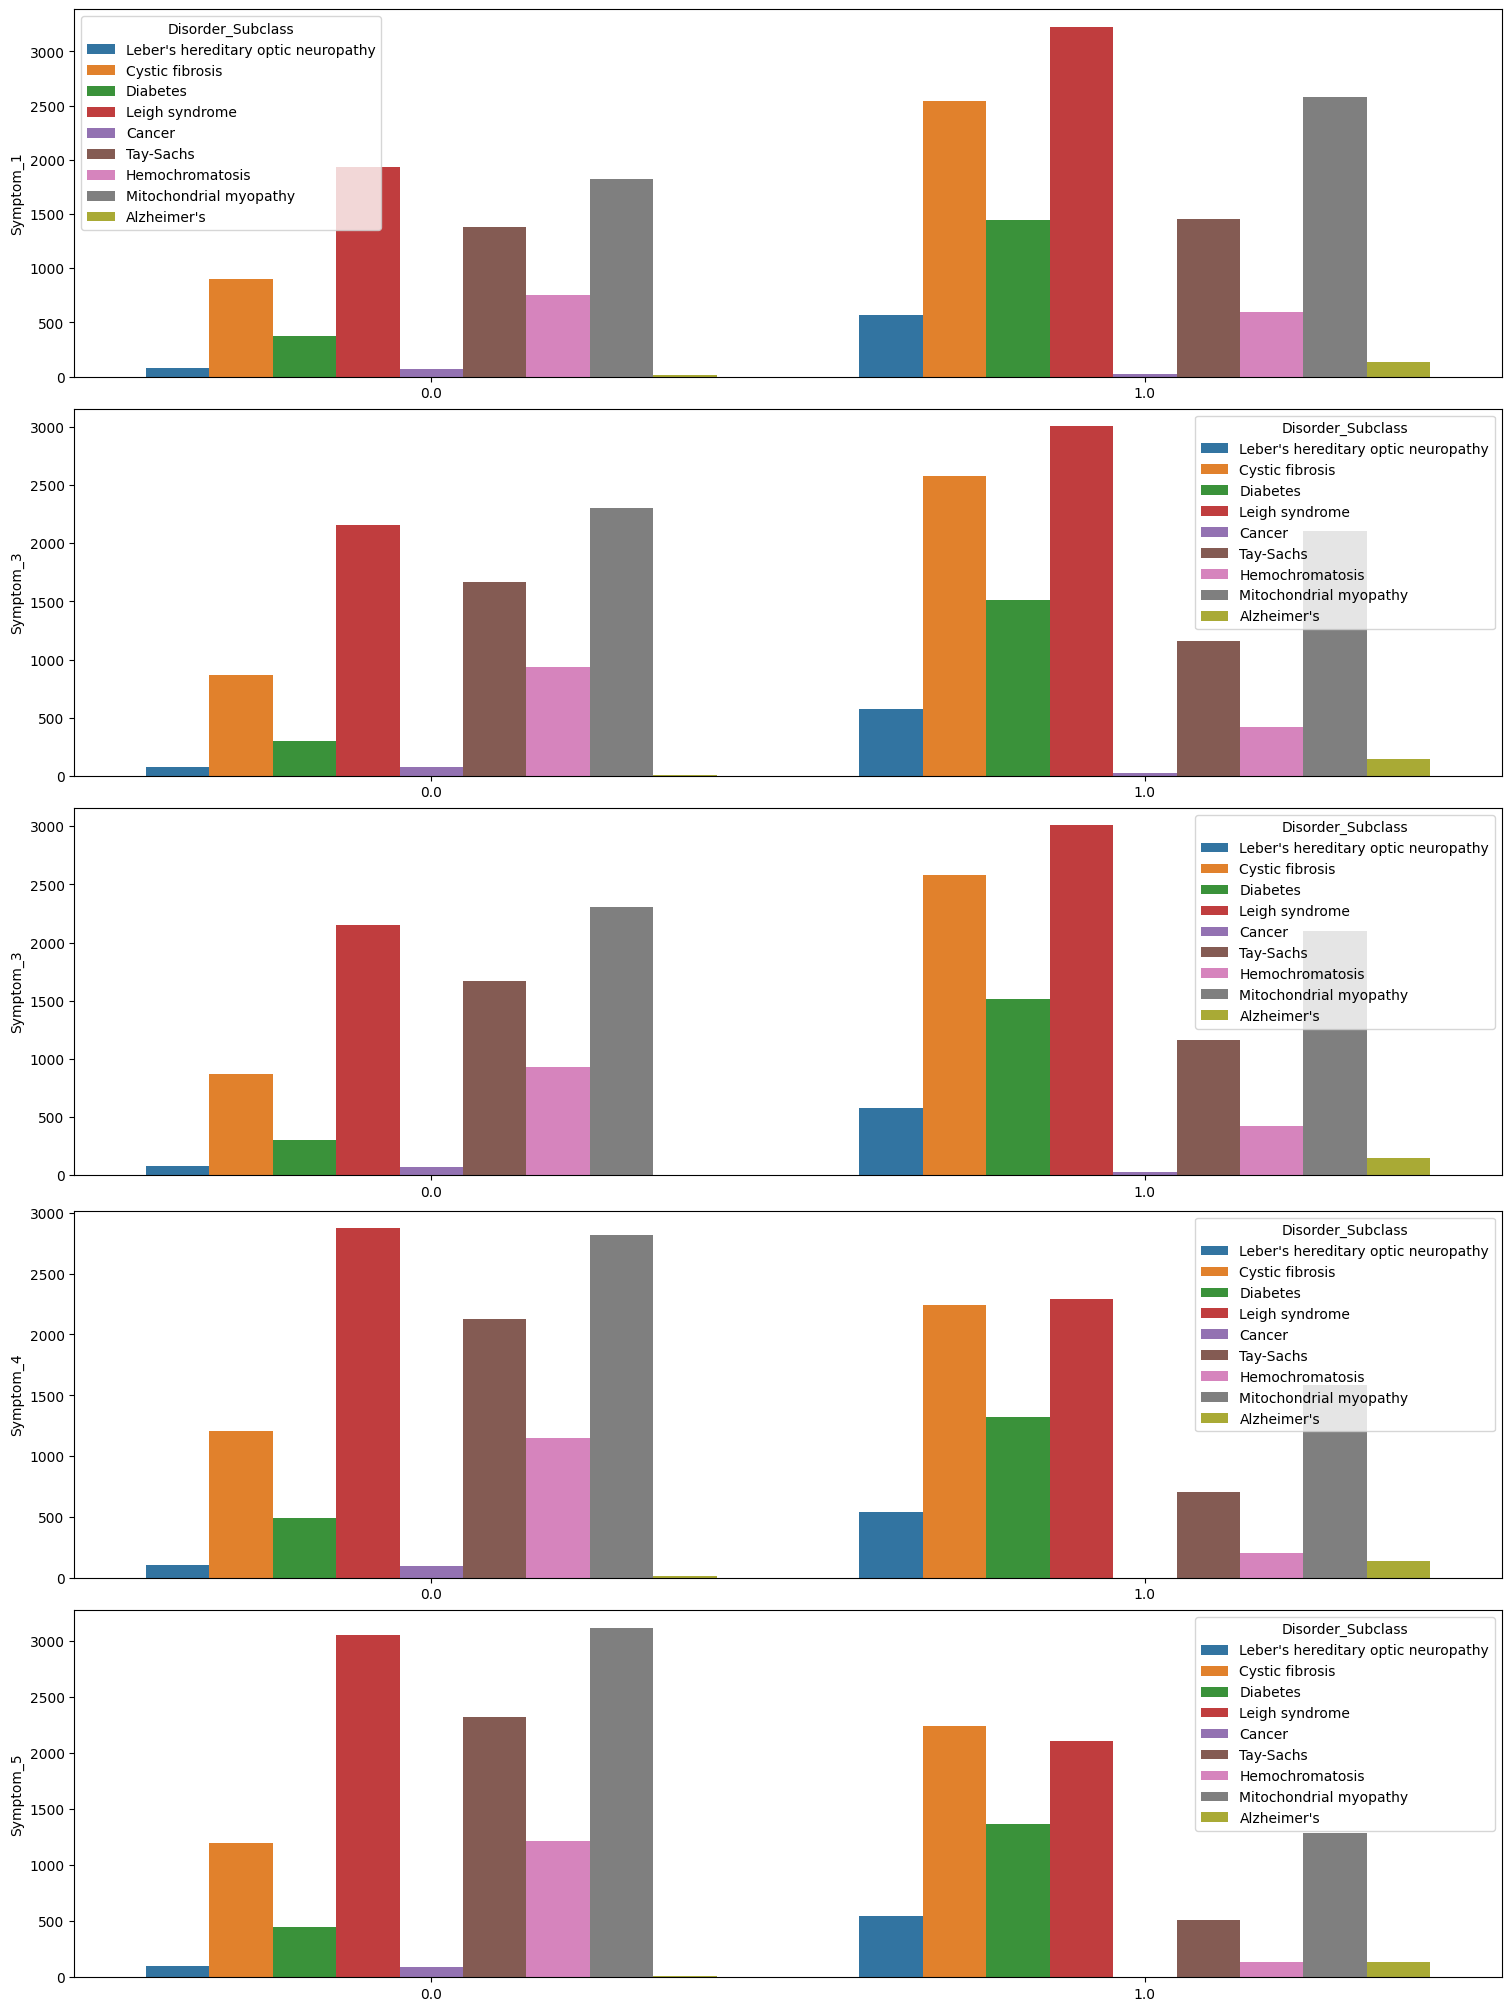 Disorder_Subclass
Leber's hereditary optic neuropathy
Cystic fibrosis
Diabetes
Leigh syndrome
Cancer
Tay-Sachs
Hemochromatosis
Mitochondrial myopathy
Alzheimer's
Symptom_1
3000
2500
2000
1500
1000
500
0
0.0 1.0
Disorder_Subclass
Leber's hereditary optic neuropathy
Cystic fibrosis
Diabetes
Leigh syndrome
Cancer
Tay-Sachs
Hemochromatosis
Mitochondrial myopathy
Alzheimer's
Symptom_3
3000
2500
2000
1500
1000
500
0
0.0 1.0
Disorder_Subclass
Leber's hereditary optic neuropathy
Cystic fibrosis
Diabetes
Leigh syndrome
Cancer
Tay-Sachs
Hemochromatosis
Mitochondrial myopathy
Alzheimer's
Symptom_3
3000
2500
2000
1500
1000
500
0
0.0 1.0
Disorder_Subclass
Leber's hereditary optic neuropathy
Cystic fibrosis
Diabetes
Leigh syndrome
Cancer
Tay-Sachs
Hemochromatosis
Mitochondrial myopathy
Alzheimer's
Symptom_4
3000
2500
2000
1500
1000
500
0
0.0 1.0
Disorder_Subclass
Leber's hereditary optic neuropathy
Cystic fibrosis
Diabetes
Leigh syndrome
Cancer
Tay-Sachs
Hemochromatosis
Mitochondrial myopathy
Alzheimer's
Symptom_5
3000
2500
2000
1500
1000
500
0
0.0 1.0